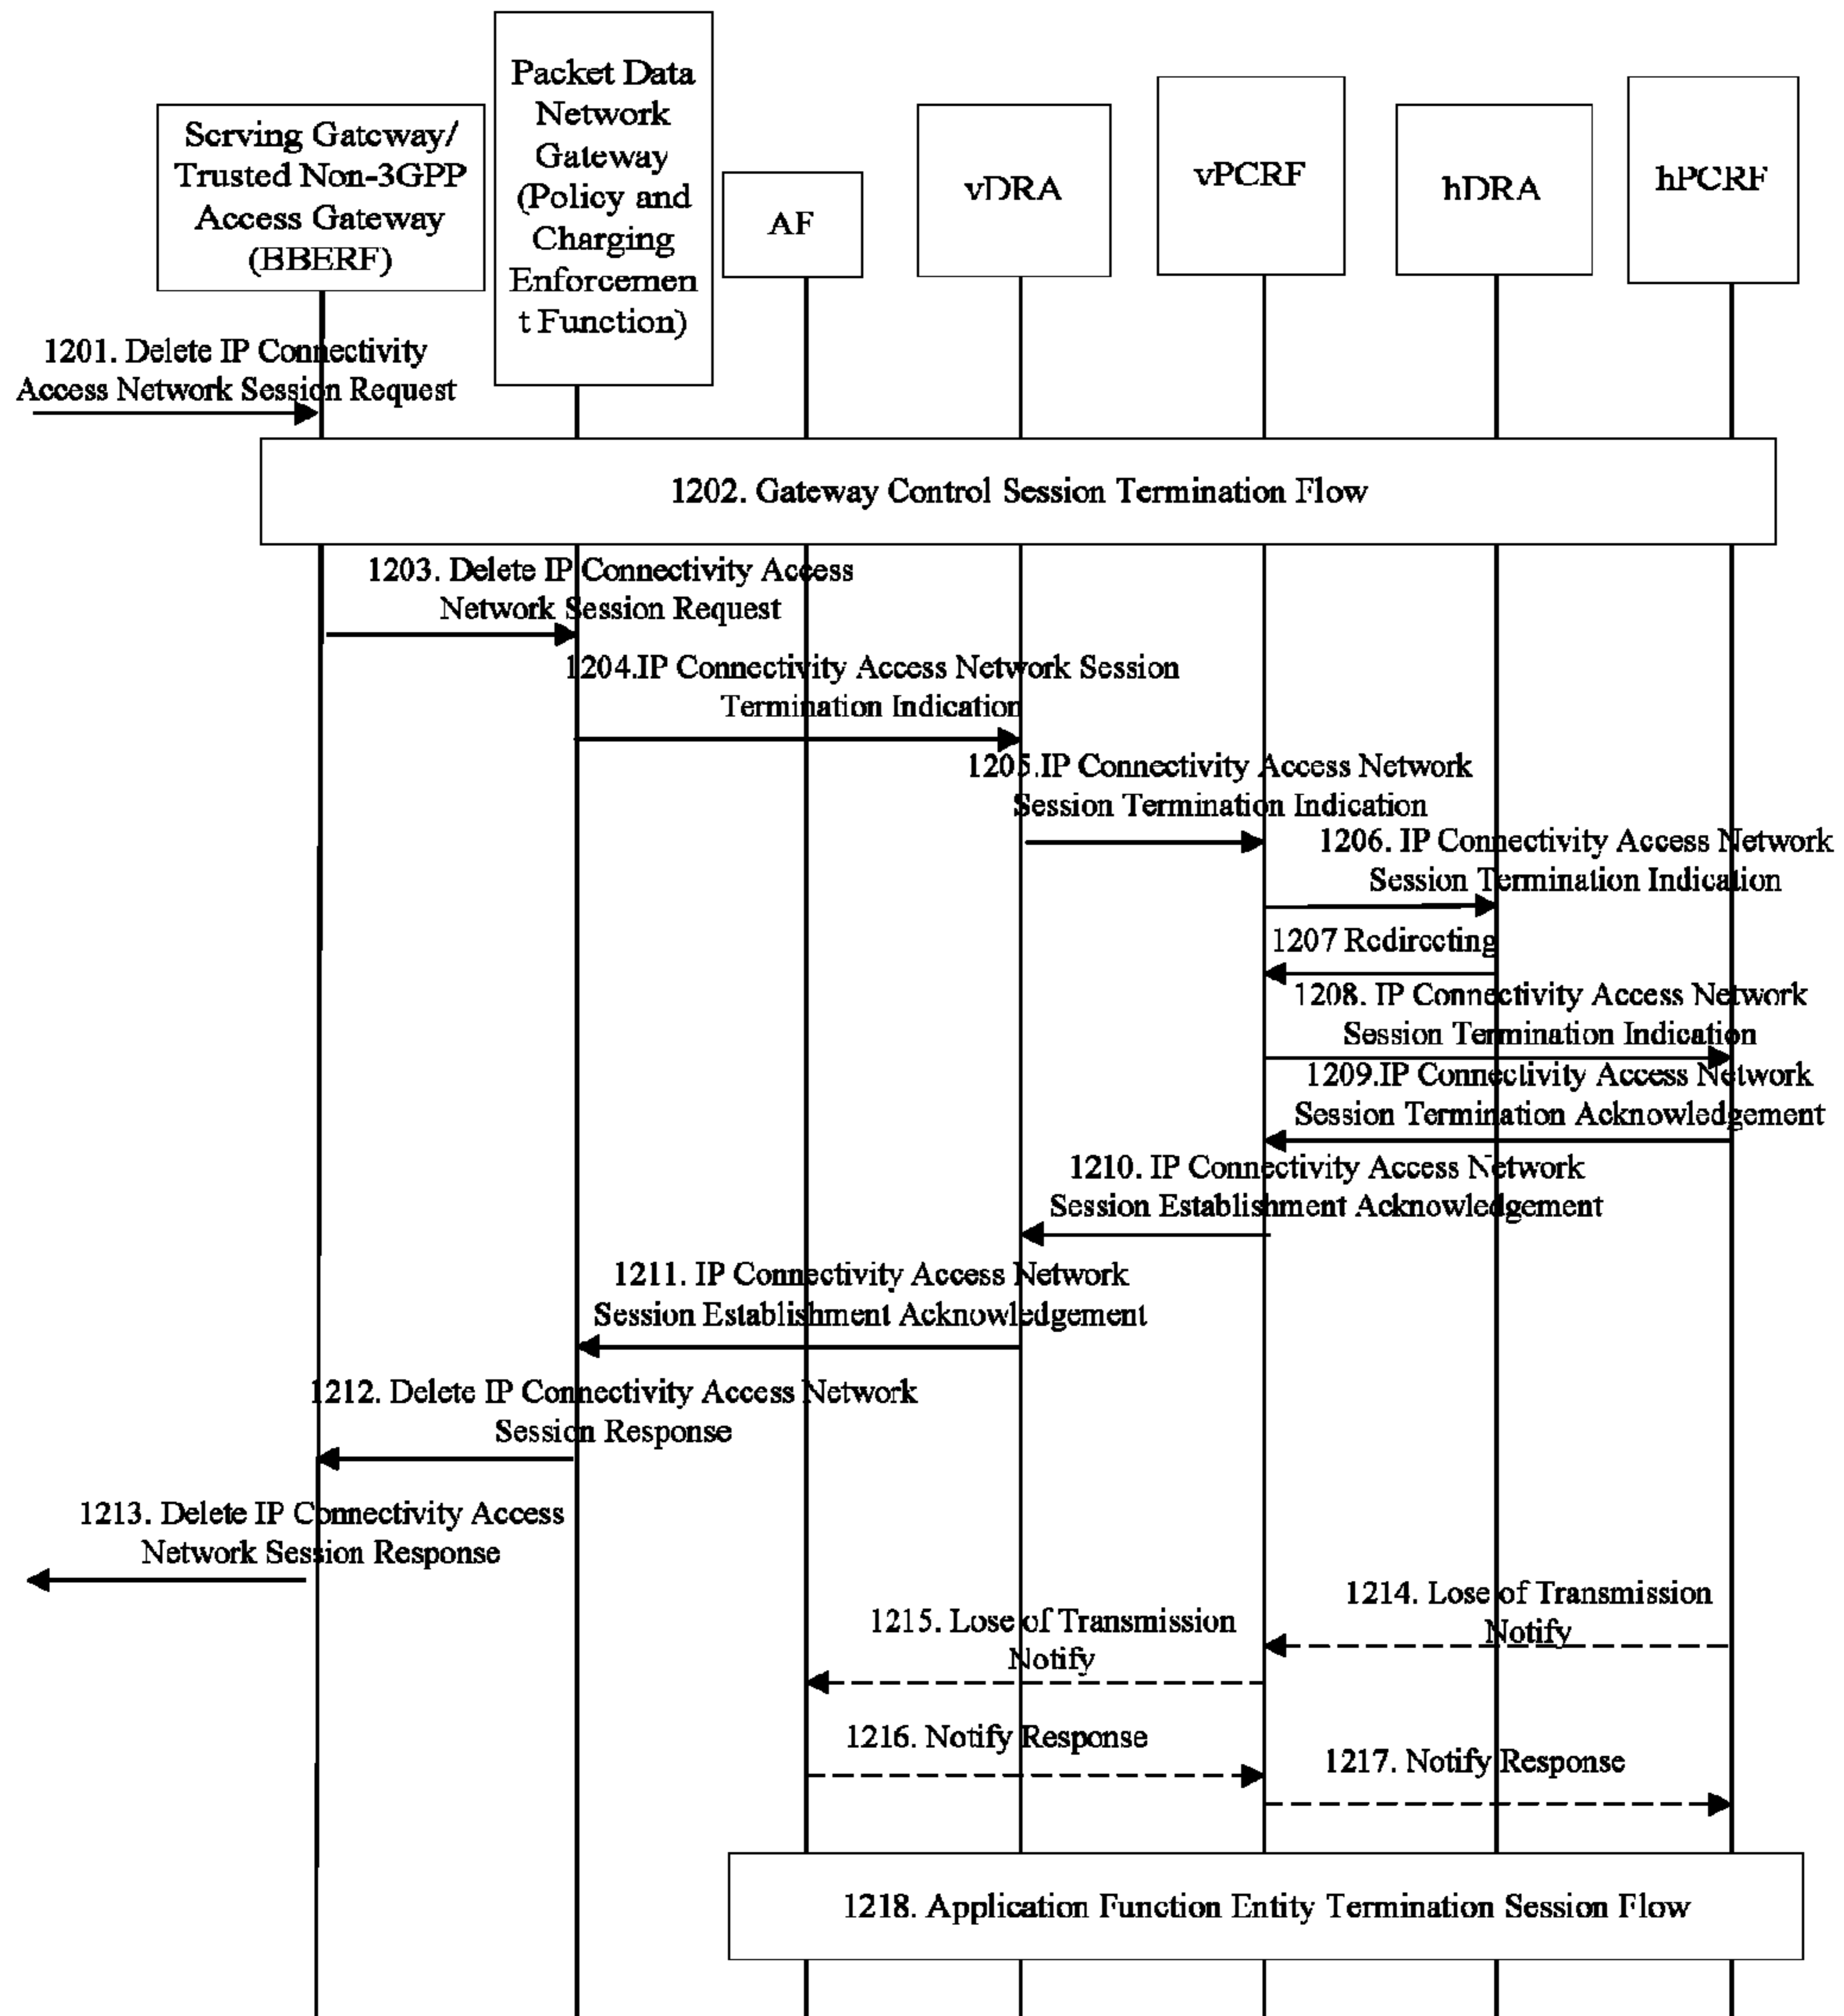 Serving Gateway/
Trusted Non-3GPP
Access Gateway
(BBERF)
Packet Data
Network
Gateway
(Policy and
Charging
Enforcemen
t Function)
AF
vDRA
vPCRF
hDRA
hPCRF
1201. Delete IP Connectivity
Access Network Session Request
1202. Gateway Control Session Termination Flow
1203. Delete IP Connectivity Access
Network Session Request
1204.IP Connectivity Access Network Session
Termination Indication
1205.IP Connectivity Access Network
Session Termination Indication
1206. IP Connectivity Access Network
Session Termination Indication
1207 Redirecting
1208. IP Connectivity Access Network
Session Termination Indication
1209.IP Connectivity Access Network
Session Termination Acknowledgement
1210. IP Connectivity Access Network
Session Establishment Acknowledgement
1211. IP Connectivity Access Network
Session Establishment Acknowledgement
1212. Delete IP Connectivity Access Network
Session Response
1213. Delete IP Connectivity Access
Network Session Response
1214. Lose of Transmission
Notify
1215. Lose of Transmission
Notify
1216. Notify Response
1217. Notify Response
1218. Application Function Entity Termination Session Flow